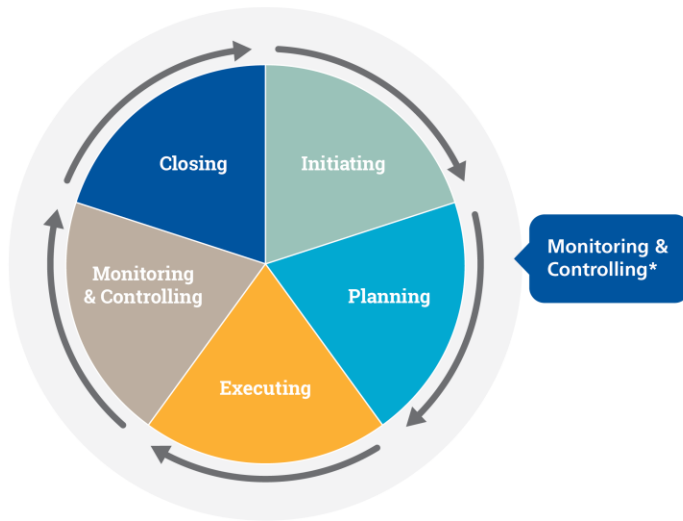 Closing
Initiating
Monitoring &
Controlling*
Monitoring
& Controlling
Planning
Executing